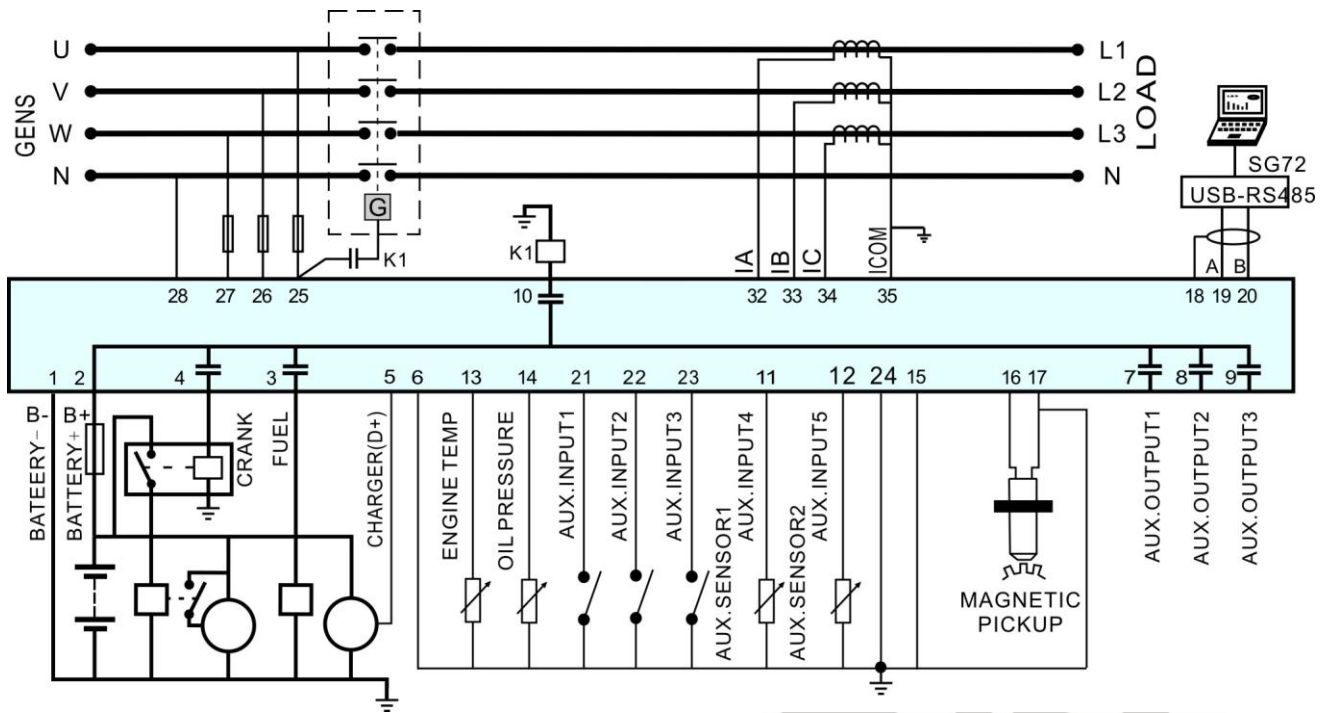 GENS
U
V
W
N
L1
L2
L3
N
LOAD
G
K1
K1
IA
IB
IC
ICOM
SG72
USB-RS485
A
B
28
27
26
25
10
32
33
34
35
18
19
20
1
2
4
3
5
6
13
14
21
22
23
11
12
24
15
16
17
7
8
9
B-
B+
BATEERY-
BATTERY+
CRANK
FUEL
CHARGER(D+)
ENGINE TEMP
OIL PRESSURE
AUX.INPUT1
AUX.INPUT2
AUX.INPUT3
AUX.SENSOR1
AUX.INPUT4
AUX.SENSOR2
AUX.INPUT5
MAGNETIC
PICKUP
AUX.OUTPUT1
AUX.OUTPUT2
AUX.OUTPUT3